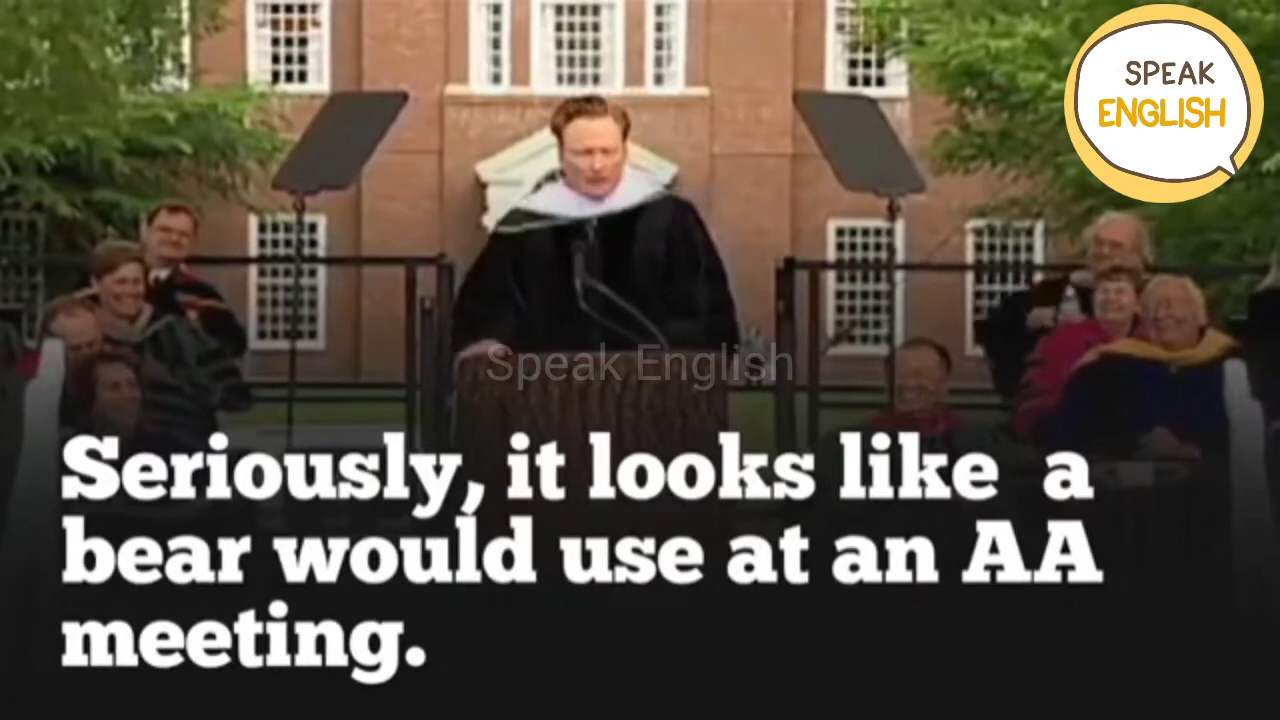 SPEAK
ENGLISH
Speak English
Seriously, it looks like a
bear would use at an AA
meeting.